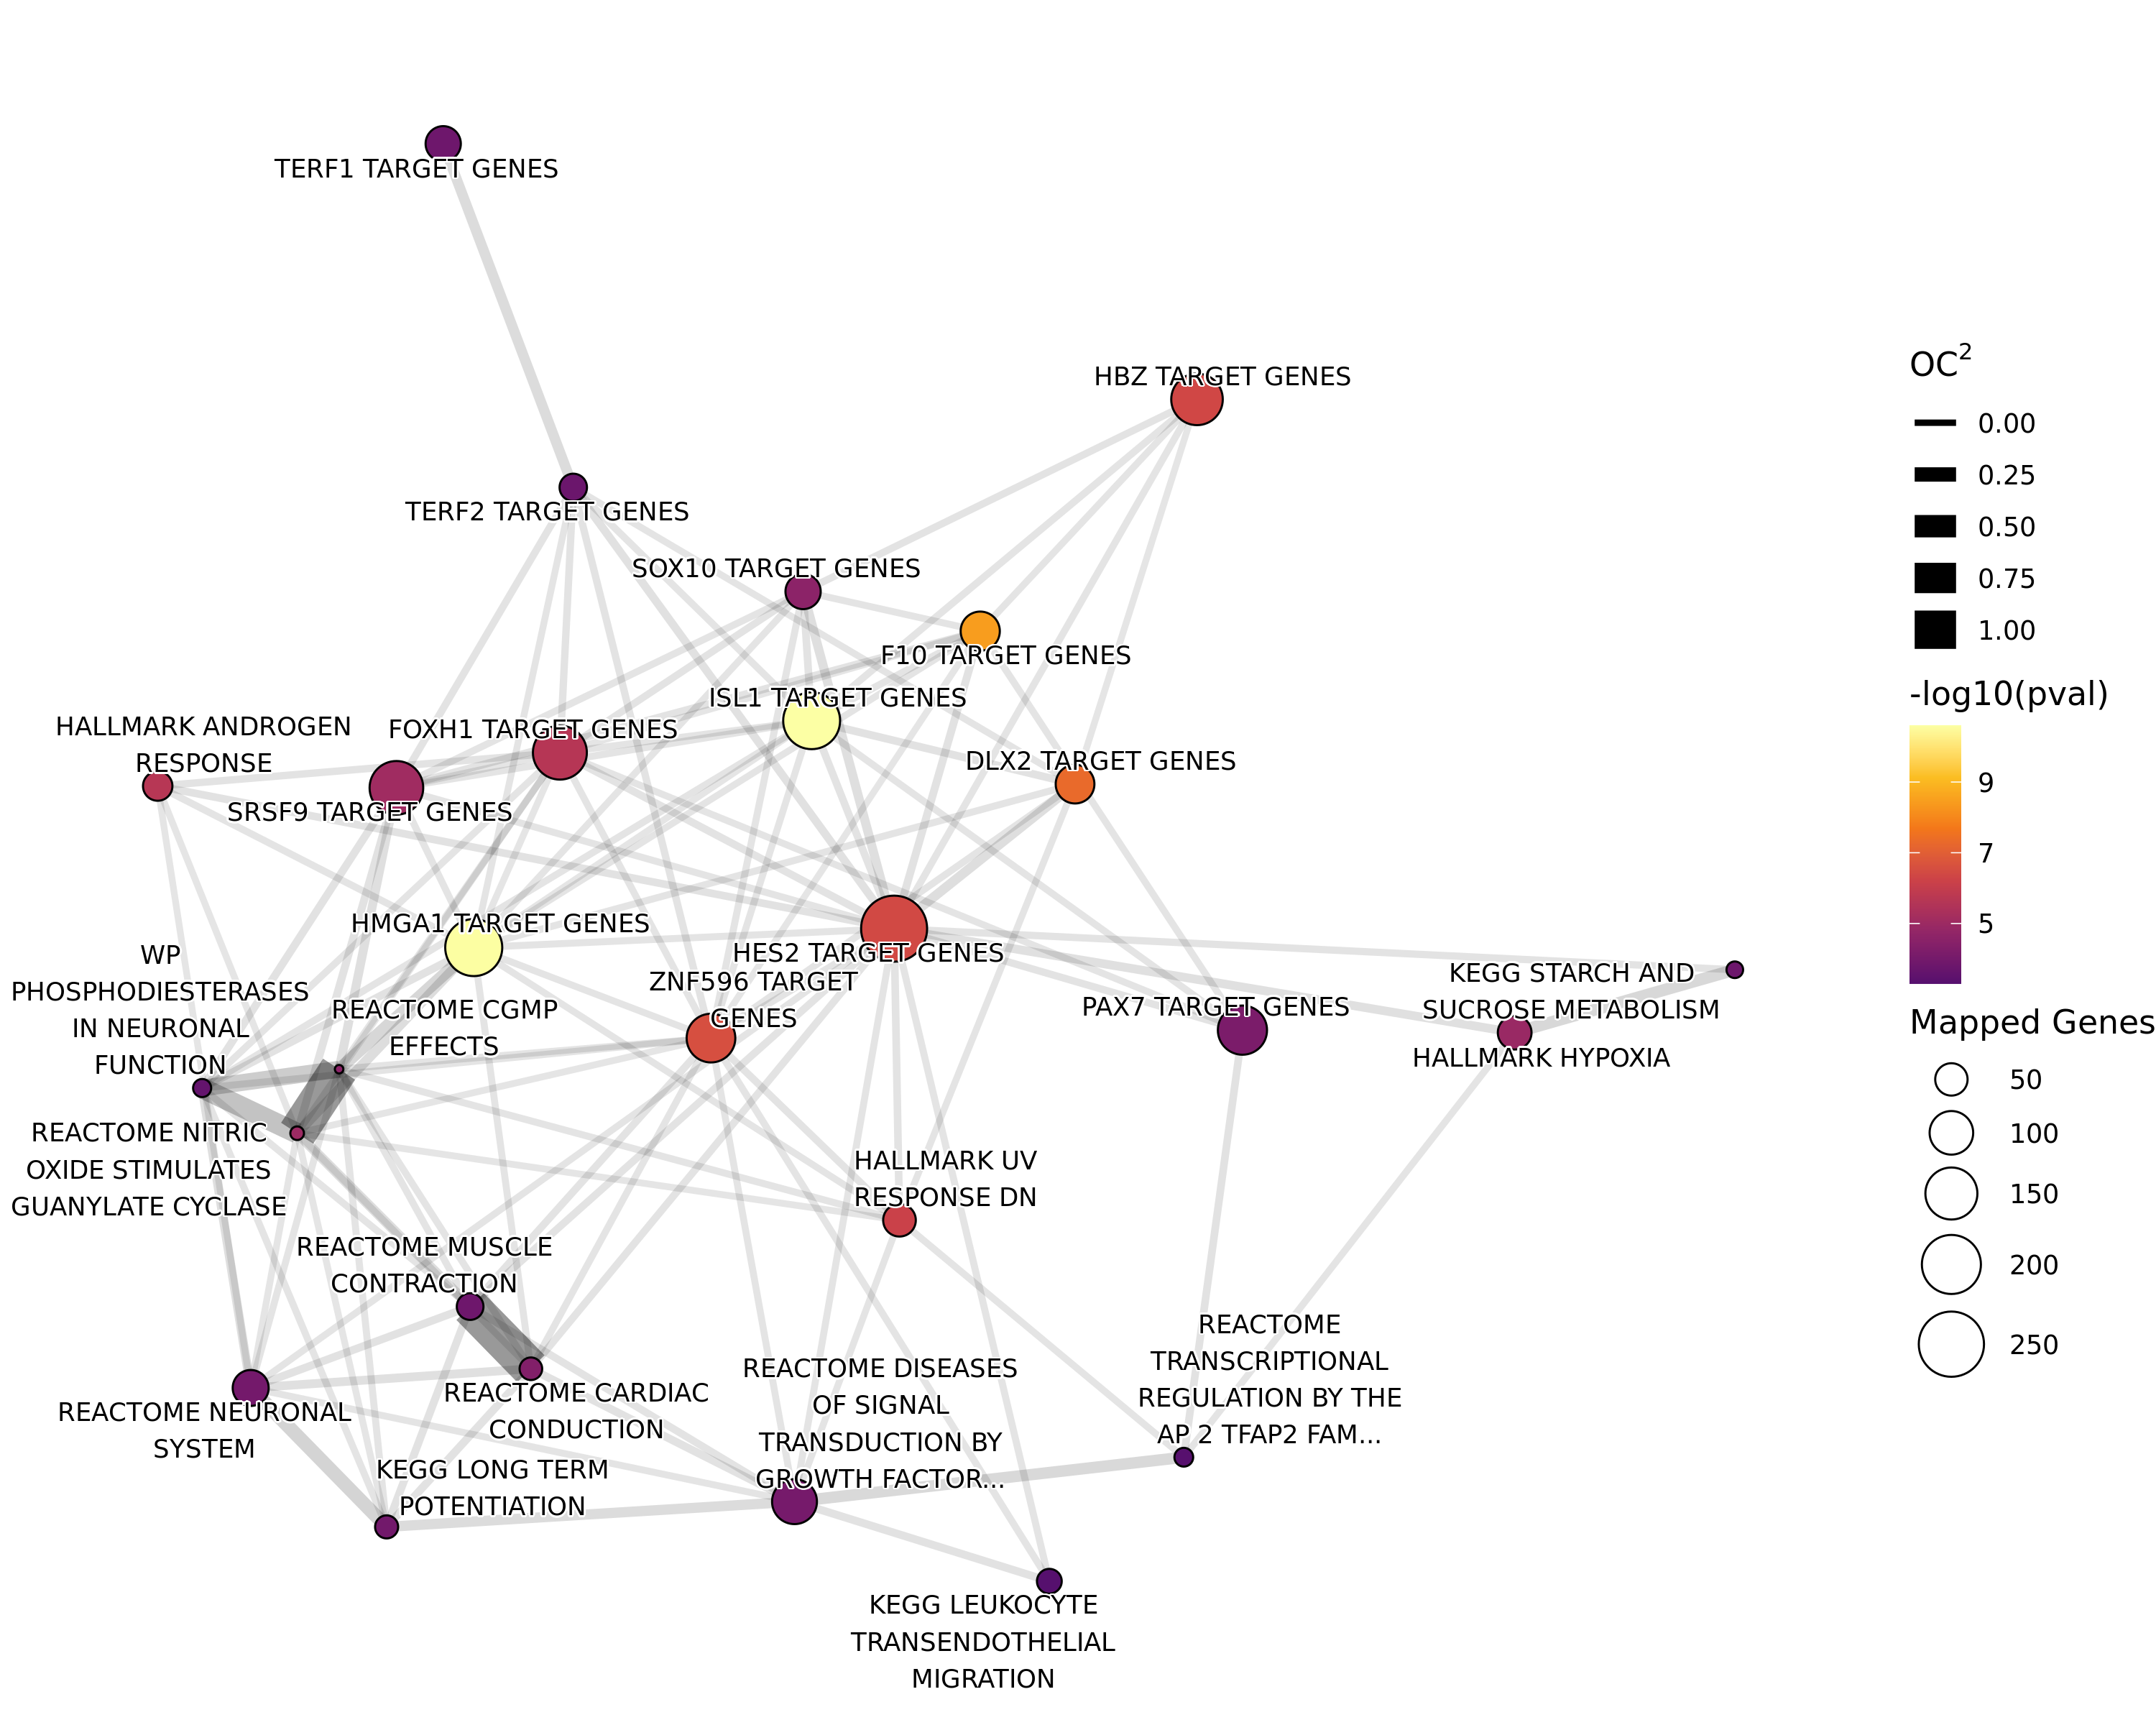 TERF1 TARGET GENES
HBZ TARGET GENES
TERF2 TARGET GENES
SOX10 TARGET GENES
F10 TARGET GENES
ISL1 TARGET GENES
HALLMARK ANDROGEN
RESPONSE
FOXH1 TARGET GENES
DLX2 TARGET GENES
SRSF9 TARGET GENES
HMGA1 TARGET GENES
HES2 TARGET GENES
WP
PHOSPHODIESTERASES
IN NEURONAL
FUNCTION
ZNF596 TARGET
GENES
REACTOME CGMP
EFFECTS
PAX7 TARGET GENES
KEGG STARCH AND
SUCROSE METABOLISM
HALLMARK HYPOXIA
REACTOME NITRIC
OXIDE STIMULATES
GUANYLATE CYCLASE
HALLMARK UV
RESPONSE DN
REACTOME MUSCLE
CONTRACTION
REACTOME CARDIAC
CONDUCTION
REACTOME NEURONAL
SYSTEM
KEGG LONG TERM
POTENTIATION
REACTOME DISEASES
OF SIGNAL
TRANSDUCTION BY
GROWTH FACTOR...
REACTOME
TRANSCRIPTIONAL
REGULATION BY THE
AP 2 TFAP2 FAM...
KEGG LEUKOCYTE
TRANSENDOTHELIAL
MIGRATION
OC²
0.00
0.25
0.50
0.75
1.00
-log10(pval)
9
7
5
Mapped Genes
50
100
150
200
250